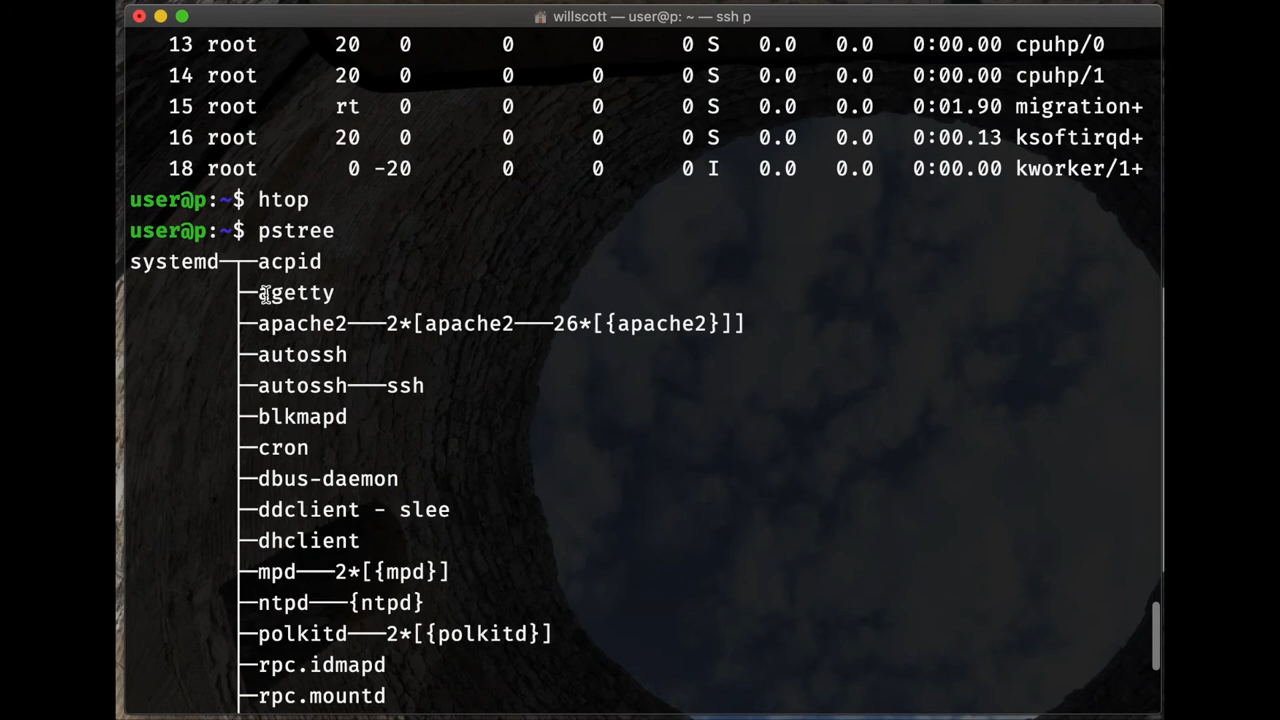 willscott — user@p: ~ — ssh p
13 root 20 0 0 0 0 S 0.0 0.0 0:00.00 cpuhp/0
14 root 20 0 0 0 0 S 0.0 0.0 0:00.00 cpuhp/1
15 root rt 0 0 0 0 S 0.0 0.0 0:01.90 migration+
16 root 20 0 0 0 0 S 0.0 0.0 0:00.13 ksoftirqd+
18 root 0 -20 0 0 0 I 0.0 0.0 0:00.00 kworker/1+
user@p:~$ htop
user@p:~$ pstree
systemd─┬─acpid
├─agetty
├─apache2───2*[apache2───26*[{apache2}]]
├─autossh
├─autossh───ssh
├─blkmapd
├─cron
├─dbus-daemon
├─ddclient - slee
├─dhclient
├─mpd───2*[{mpd}]
├─ntpd───{ntpd}
├─polkitd───2*[{polkitd}]
├─rpc.idmapd
├─rpc.mountd